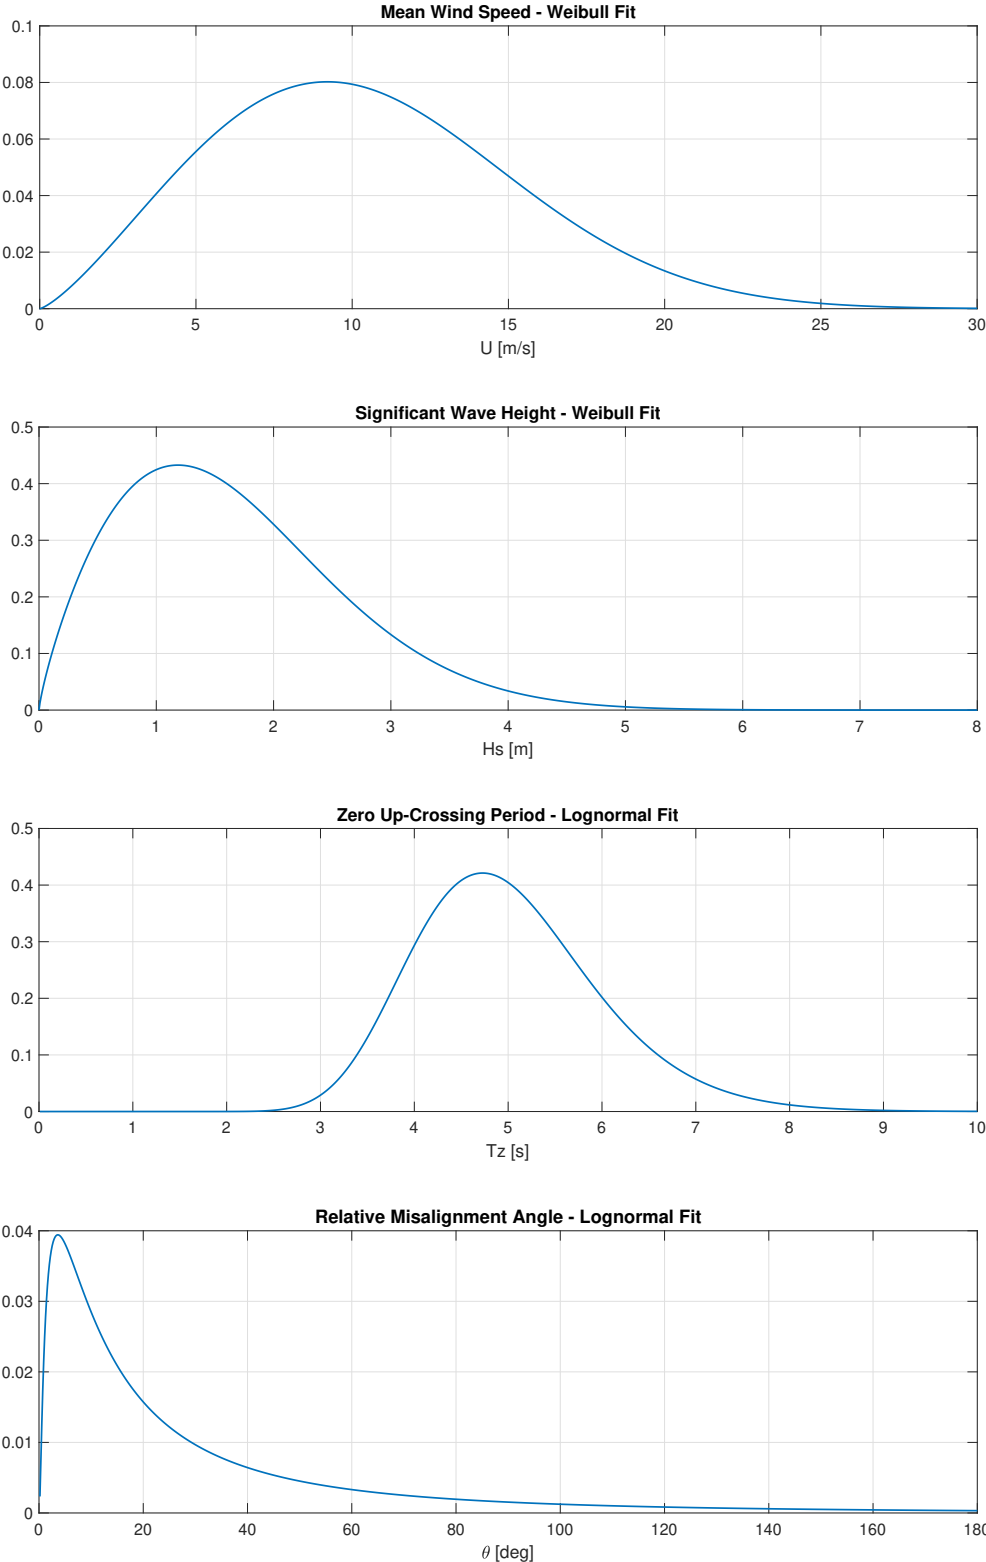 Mean Wind Speed - Weibull Fit
0.1
0.08
0.06
0.04
0.02
0
0 5 10 15 20 25 30
U [m/s]
Significant Wave Height - Weibull Fit
0.5
0.4
0.3
0.2
0.1
0
0 1 2 3 4 5 6 7 8
Hs [m]
Zero Up-Crossing Period - Lognormal Fit
0.5
0.4
0.3
0.2
0.1
0
0 1 2 3 4 5 6 7 8 9 10
Tz [s]
Relative Misalignment Angle - Lognormal Fit
0.04
0.03
0.02
0.01
0
0 20 40 60 80 100 120 140 160 180
θ [deg]